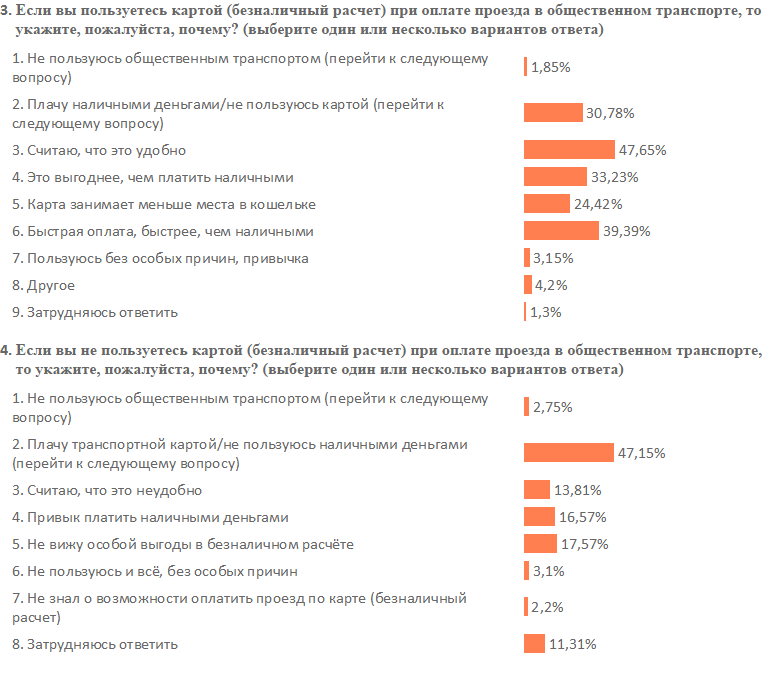 3. Если вы пользуетесь картой (безналичный расчет) при оплате проезда в общественном транспорте, то
укажите, пожалуйста, почему? (выберите один или несколько вариантов ответа)
1. Не пользуюсь общественным транспортом (перейти к следующему
вопросу)
1,85%
2. Плачу наличными деньгами/не пользуюсь картой (перейти к
следующему вопросу)
30,78%
3. Считаю, что это удобно 47,65%
4. Это выгоднее, чем платить наличными 33,23%
5. Карта занимает меньше места в кошельке 24,42%
6. Быстрая оплата, быстрее, чем наличными 39,39%
7. Пользуюсь без особых причин, привычка 3,15%
8. Другое 4,2%
9. Затрудняюсь ответить 1,3%
4. Если вы не пользуетесь картой (безналичный расчет) при оплате проезда в общественном транспорте,
то укажите, пожалуйста, почему? (выберите один или несколько вариантов ответа)
1. Не пользуюсь общественным транспортом (перейти к следующему
вопросу)
2,75%
2. Плачу транспортной картой/не пользуюсь наличными деньгами
(перейти к следующему вопросу)
47,15%
3. Считаю, что это неудобно 13,81%
4. Привык платить наличными деньгами 16,57%
5. Не вижу особой выгоды в безналичном расчёте 17,57%
6. Не пользуюсь и всё, без особых причин 3,1%
7. Не знал о возможности оплатить проезд по карте (безналичный
расчет)
2,2%
8. Затрудняюсь ответить 11,31%